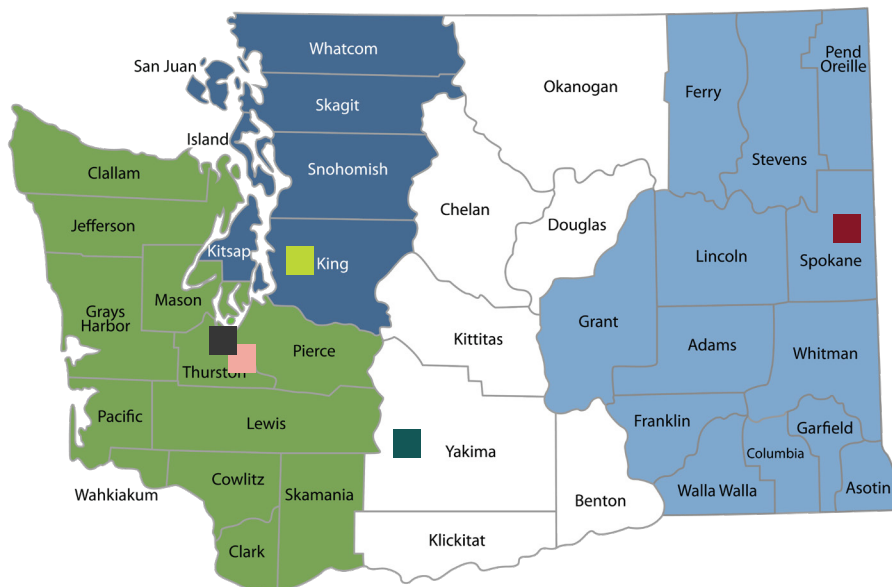 Whatcom
San Juan
Pend
Oreille
Okanogan
Ferry
Skagit
Island
Stevens
Snohomish
Clallam
Chelan
Jefferson
Douglas
Kitsap
King
Lincoln
Spokane
Mason
Grays
Harbor
Grant
Kittitas
Adams
Pierce
Whitman
Thurston
Pacific
Lewis
Franklin
Garfield
Yakima
Columbia
Cowlitz
Wahkiakum
Skamania
Walla Walla
Asotin
Benton
Klickitat
Clark